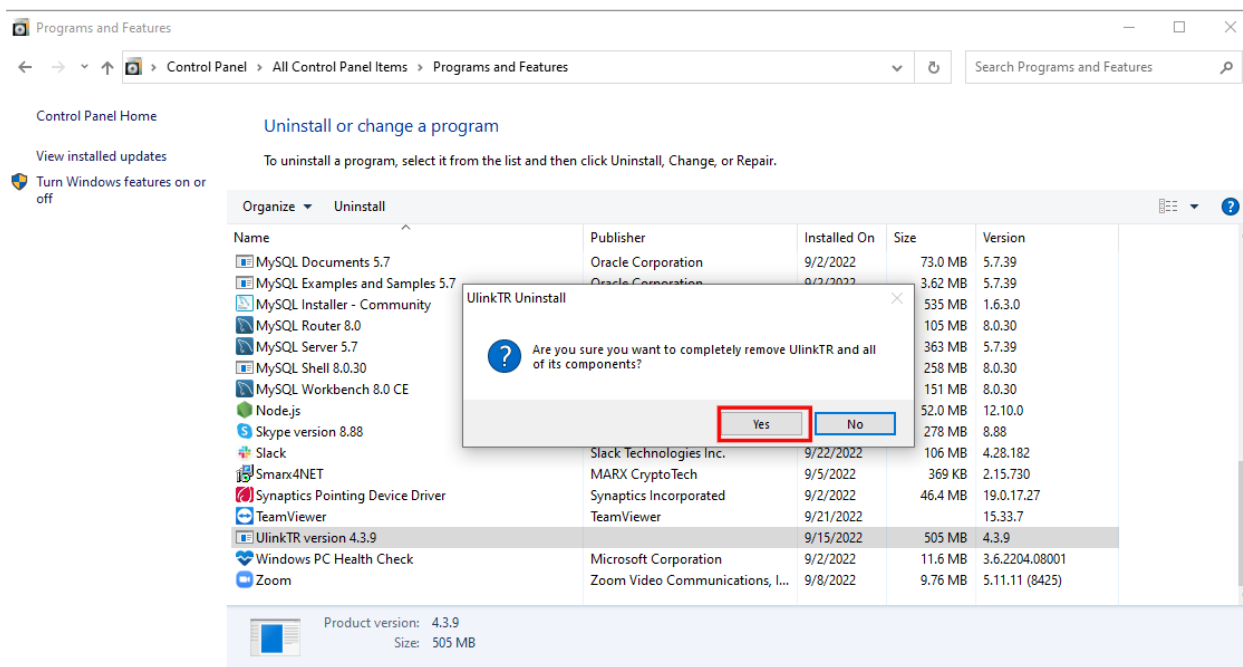 Programs and Features
Control Panel > All Control Panel Items > Programs and Features
Search Programs and Features
Control Panel Home
View installed updates
Turn Windows features on or
off
Uninstall or change a program
To uninstall a program, select it from the list and then click Uninstall, Change, or Repair.
Organize Uninstall
Name Publisher Installed On Size Version
MySQL Documents 5.7 Oracle Corporation 9/2/2022 73.0 MB 5.7.39
MySQL Examples and Samples 5.7 Oracle Corporation 9/2/2022 3.62 MB 5.7.39
MySQL Installer - Community 535 MB 1.6.3.0
MySQL Router 8.0 105 MB 8.0.30
MySQL Server 5.7 363 MB 5.7.39
MySQL Shell 8.0.30 258 MB 8.0.30
MySQL Workbench 8.0 CE 151 MB 8.0.30
Node.js 52.0 MB 12.10.0
Skype version 8.88 278 MB 8.88
Slack Slack Technologies Inc. 9/22/2022 106 MB 4.28.182
Smarx4NET MARX CryptoTech 9/5/2022 369 KB 2.15.730
Synaptics Pointing Device Driver Synaptics Incorporated 9/2/2022 46.4 MB 19.0.17.27
TeamViewer TeamViewer 9/21/2022 15.33.7
UlinkTR version 4.3.9 9/15/2022 505 MB 4.3.9
Windows PC Health Check Microsoft Corporation 9/2/2022 11.6 MB 3.6.2204.08001
Zoom Zoom Video Communications, I... 9/8/2022 9.76 MB 5.11.11 (8425)
UlinkTR Uninstall
Are you sure you want to completely remove UlinkTR and all
of its components?
Yes No
Product version: 4.3.9
Size: 505 MB